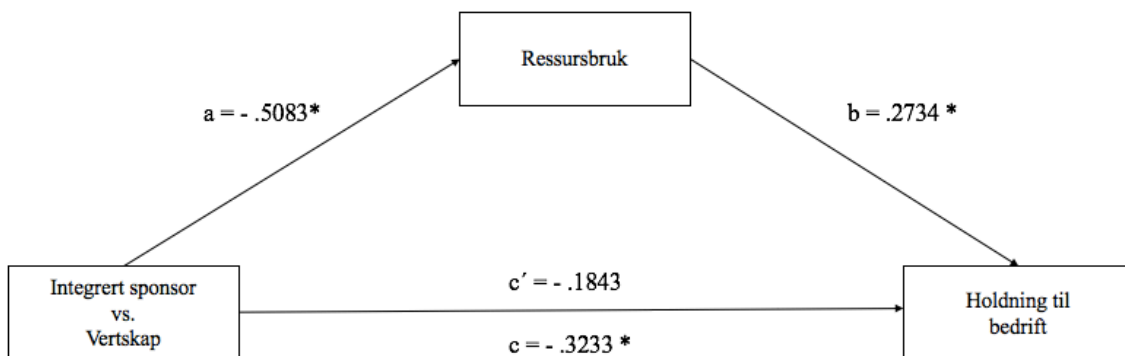 Ressursbruk
a = - .5083*
b = .2734 *
Integrert sponsor
vs.
Vertskap
c´ = - .1843
c = - .3233 *
Holdning til
bedrift